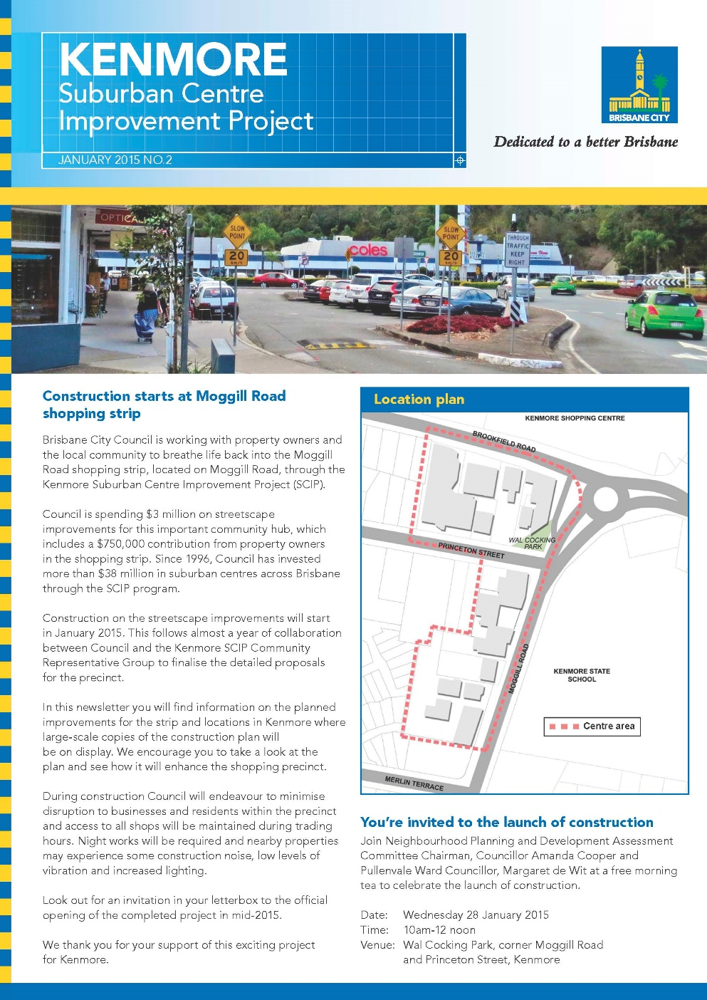 KENMORE
Suburban Centre
Improvement Project
JANUARY 2015 NO.2
BRISBANE CITY
Dedicated to a better Brisbane
OPTICA
SLOW
POINT
20
km/h
coles
SLOW
POINT
20
km/h
THROUGH
TRAFFIC
KEEP
RIGHT
Construction starts at Moggill Road
shopping strip
Brisbane City Council is working with property owners and
the local community to breathe life back into the Moggill
Road shopping strip, located on Moggill Road, through the
Kenmore Suburban Centre Improvement Project (SCIP).
Council is spending $3 million on streetscape
improvements for this important community hub, which
includes a $750,000 contribution from property owners
in the shopping strip. Since 1996, Council has invested
more than $38 million in suburban centres across Brisbane
through the SCIP program.
Construction on the streetscape improvements will start
in January 2015. This follows almost a year of collaboration
between Council and the Kenmore SCIP Community
Representative Group to finalise the detailed proposals
for the precinct.
In this newsletter you will find information on the planned
improvements for the strip and locations in Kenmore where
large-scale copies of the construction plan will
be on display. We encourage you to take a look at the
plan and see how it will enhance the shopping precinct.
During construction Council will endeavour to minimise
disruption to businesses and residents within the precinct
and access to all shops will be maintained during trading
hours. Night works will be required and nearby properties
may experience some construction noise, low levels of
vibration and increased lighting.
Look out for an invitation in your letterbox to the official
opening of the completed project in mid-2015.
We thank you for your support of this exciting project
for Kenmore.
Location plan
KENMORE SHOPPING CENTRE
BROOKFIELD ROAD
WAL COCKING
PARK
PRINCETON STREET
MOGGILL ROAD
KENMORE STATE
SCHOOL
Centre area
MERLIN TERRACE
You're invited to the launch of construction
Join Neighbourhood Planning and Development Assessment
Committee Chairman, Councillor Amanda Cooper and
Pullenvale Ward Councillor, Margaret de Wit at a free morning
tea to celebrate the launch of construction.
Date: Wednesday 28 January 2015
Time: 10am-12 noon
Venue: Wal Cocking Park, corner Moggill Road
and Princeton Street, Kenmore